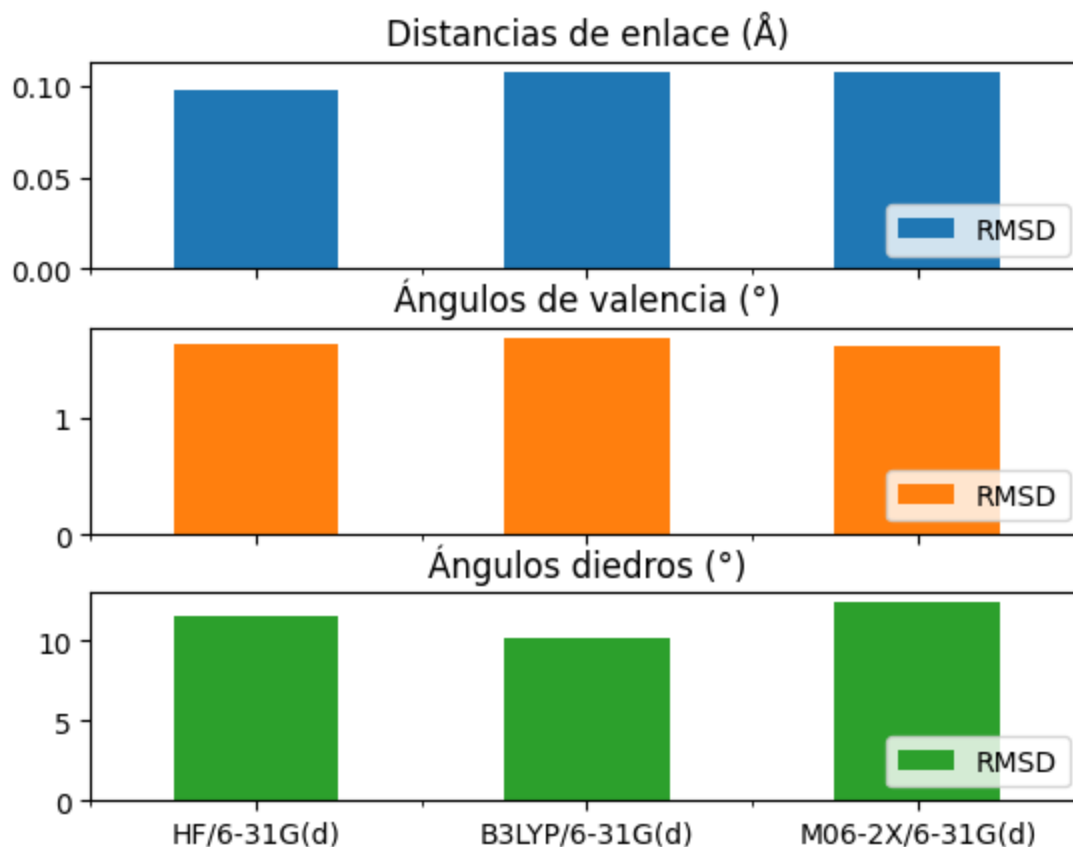 Distancias de enlace (Å)
0.10
0.05
0.00
RMSD
Ángulos de valencia (°)
1
0
RMSD
Ángulos diedros (°)
10
5
0
RMSD
HF/6-31G(d) B3LYP/6-31G(d) M06-2X/6-31G(d)